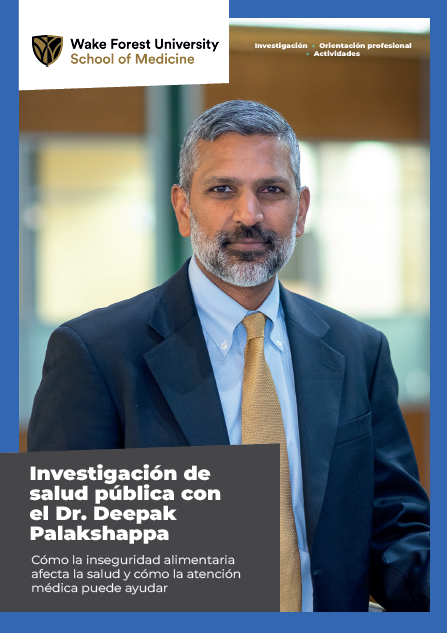 Wake Forest University
School of Medicine
Investigación · Orientación profesional
· Actividades
Investigación de
salud pública con
el Dr. Deepak
Palakshappa
Cómo la inseguridad alimentaria
afecta la salud y cómo la atención
médica puede ayudar